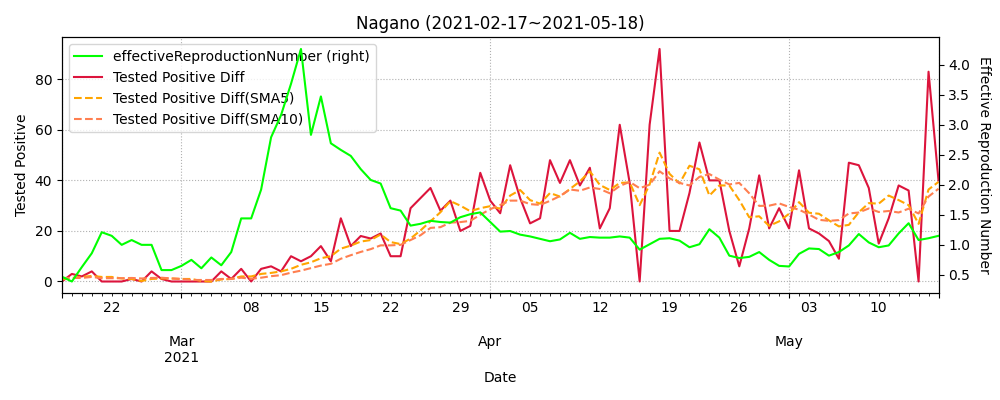 Nagano (2021-02-17~2021-05-18)
effectiveReproductionNumber (right)
Tested Positive Diff
Tested Positive Diff(SMA5)
Tested Positive Diff(SMA10)
Tested Positive
80
60
40
20
0
4.0
3.5
3.0
2.5
2.0
1.5
1.0
0.5
Effective Reproduction Number
22 08 15 22 29 05 12 19 26 03 10
Mar Apr May
2021
Date